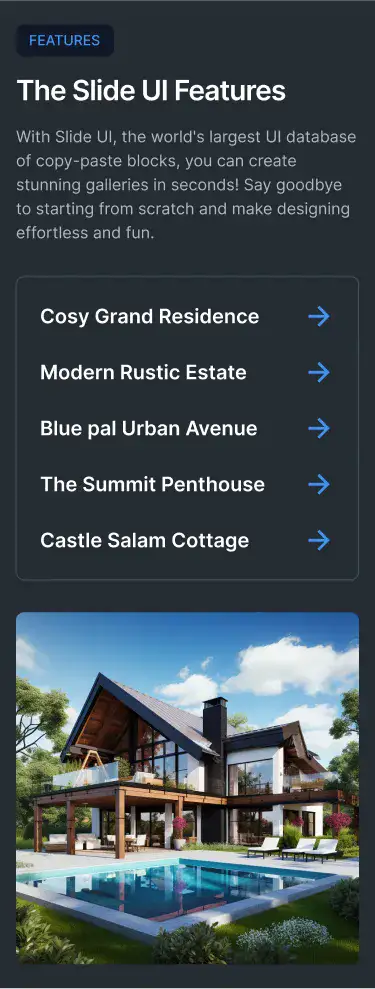 FEATURES
The Slide UI Features
With Slide UI, the world's largest UI database
of copy-paste blocks, you can create
stunning galleries in seconds! Say goodbye
to starting from scratch and make designing
effortless and fun.
Cosy Grand Residence
Modern Rustic Estate
Blue pal Urban Avenue
The Summit Penthouse
Castle Salam Cottage